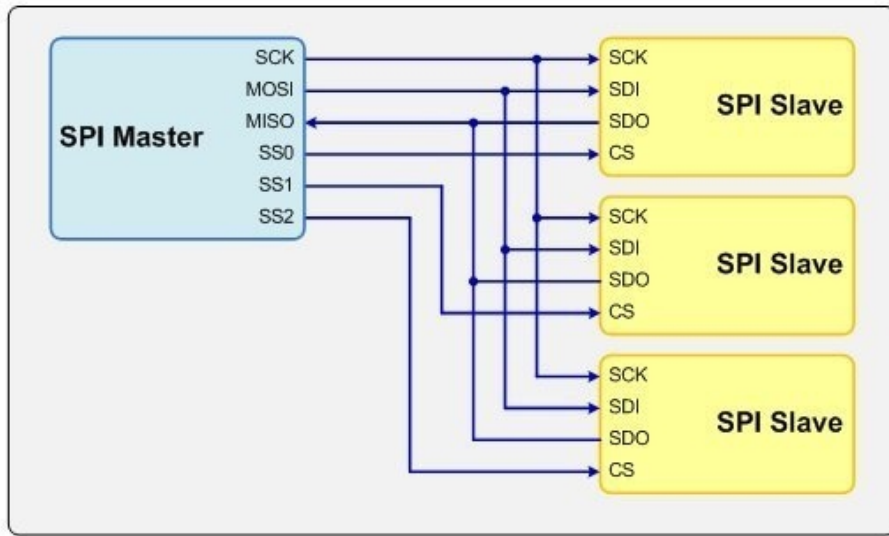 SPI Master
SCK
MOSI
MISO
SS0
SS1
SS2
SCK
SDI
SDO
CS
SPI Slave
SCK
SDI
SDO
CS
SPI Slave
SCK
SDI
SDO
CS
SPI Slave